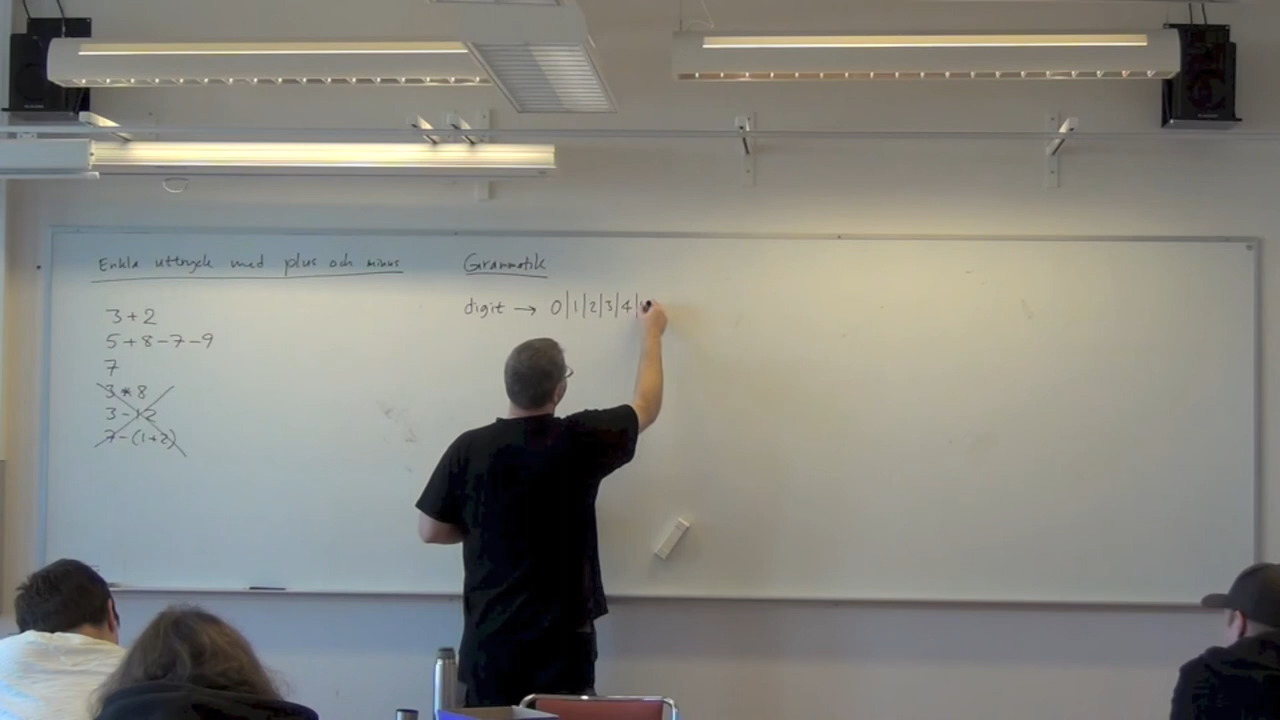 Enkla uttryck med plus och minus
3+2
5+8-7-9
7
3*8
3-12
7-(1+2)
Grammatik
digit → 0|1|2|3|4|